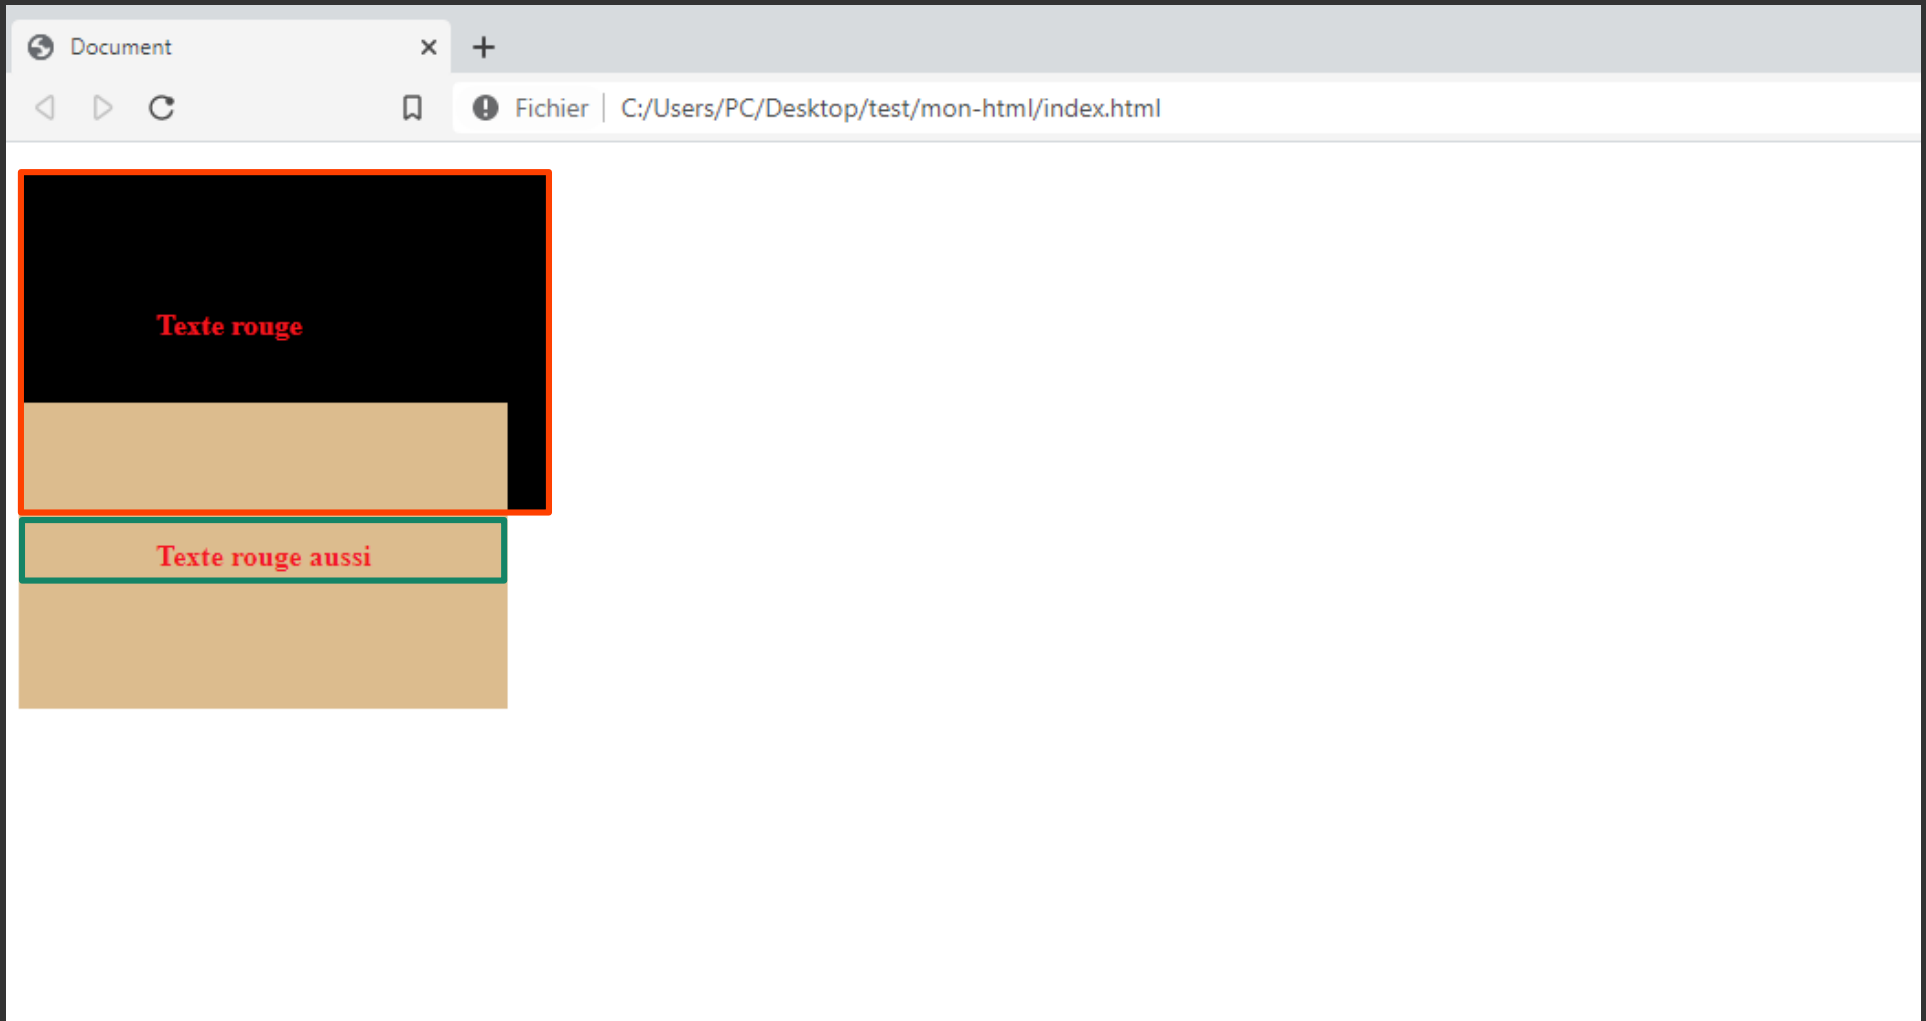 Document
Fichier C:/Users/PC/Desktop/test/mon-html/index.html
Texte rouge
Texte rouge aussi